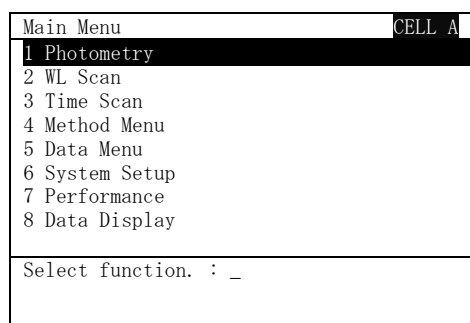 Main Menu CELL A
1 Photometry
2 WL Scan
3 Time Scan
4 Method Menu
5 Data Menu
6 System Setup
7 Performance
8 Data Display
Select function. : _